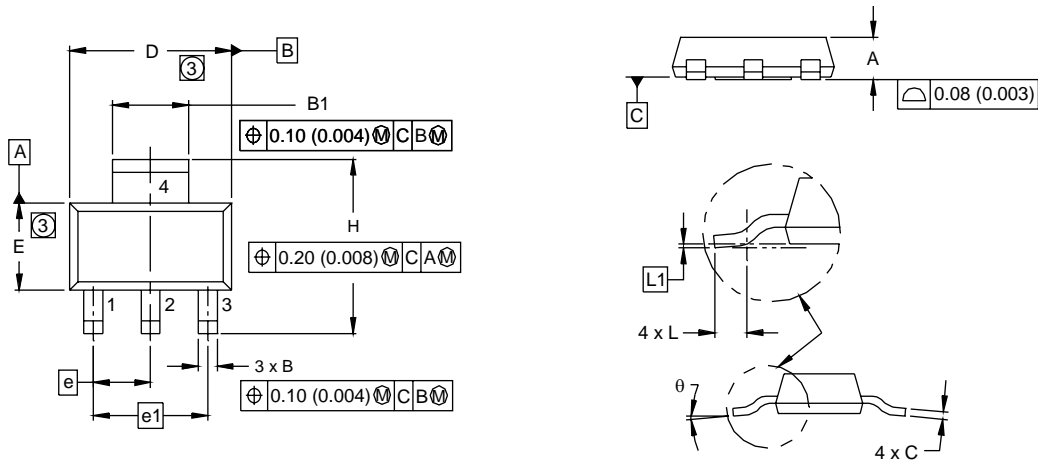 D
B
3
B1
⌖ 0.10 (0.004) Ⓜ C B Ⓜ
A
4
3
E
H
⌖ 0.20 (0.008) Ⓜ C A Ⓜ
1 2 3
3 x B
e
⌖ 0.10 (0.004) Ⓜ C B Ⓜ
e1
A
C
⌓ 0.08 (0.003)
L1
4 x L
θ
4 x C